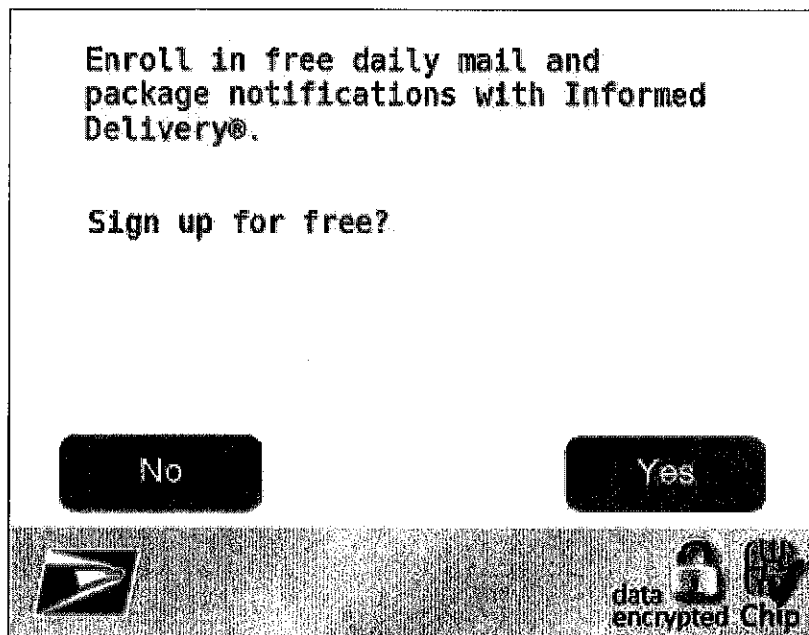 Enroll in free daily mail and
package notifications with Informed
Delivery®.
Sign up for free?
No
Yes
data
encrypted
Chip